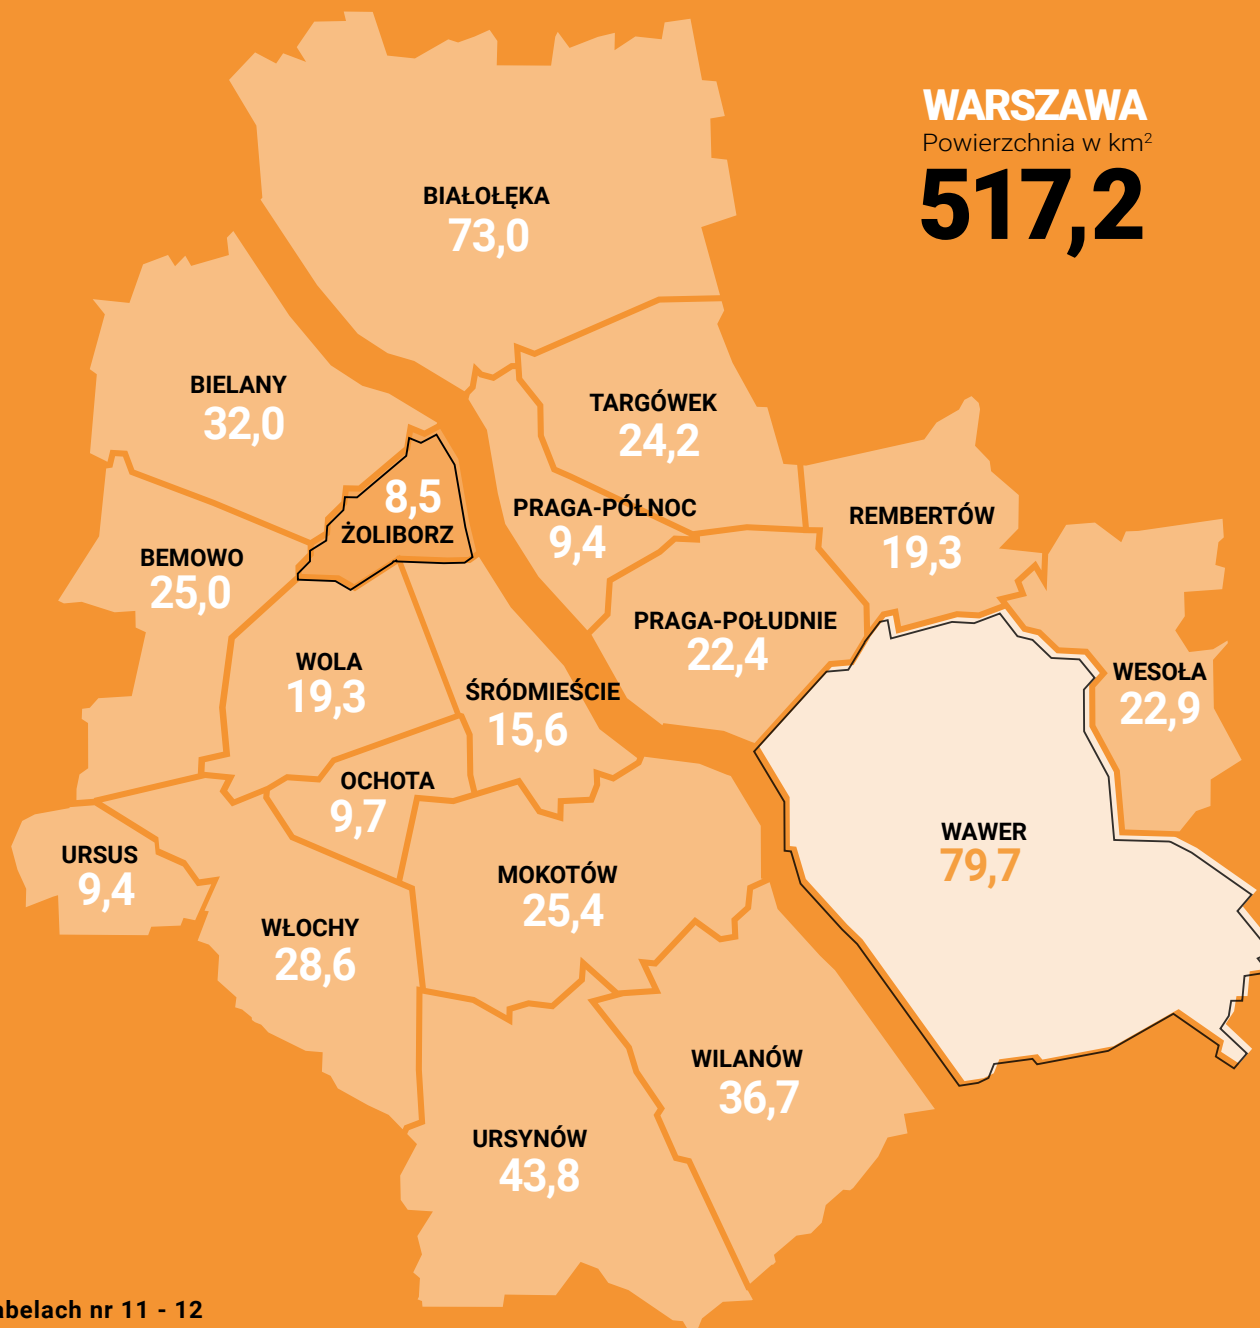 WARSZAWA
Powierzchnia w km²
517,2
BIAŁOŁĘKA
73,0
BIELANY
32,0
TARGÓWEK
24,2
8,5
ŻOLIBORZ
PRAGA-PÓŁNOC
9,4
REMBERTÓW
19,3
BEMOWO
25,0
PRAGA-POŁUDNIE
22,4
WOLA
19,3
ŚRÓDMIEŚCIE
15,6
WESOŁA
22,9
OCHOTA
9,7
WAWER
79,7
URSUS
9,4
MOKOTÓW
25,4
WŁOCHY
28,6
WILANÓW
36,7
URSYNÓW
43,8
abelach nr 11 - 12